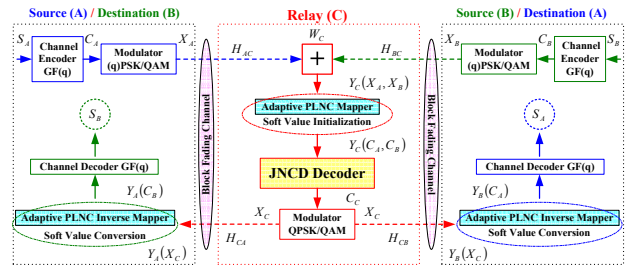 Source (A) / Destination (B)
Relay (C)
Source (B) / Destination (A)
S_A
Channel Encoder GF(q)
C_A
Modulator (q)PSK/QAM
X_A
H_AC
W_C
+
H_BC
X_B
Modulator (q)PSK/QAM
C_B
Channel Encoder GF(q)
S_B
Y_C(X_A, X_B)
Adaptive PLNC Mapper
Soft Value Initialization
Y_C(C_A, C_B)
JNCD Decoder
C_C
X_C
Modulator QPSK/QAM
X_C
H_CA
H_CB
Block Fading Channel
Block Fading Channel
S_B
Channel Decoder GF(q)
Y_A(C_B)
Adaptive PLNC Inverse Mapper
Soft Value Conversion
Y_A(X_C)
S_A
Channel Decoder GF(q)
Y_B(C_A)
Adaptive PLNC Inverse Mapper
Soft Value Conversion
Y_B(X_C)